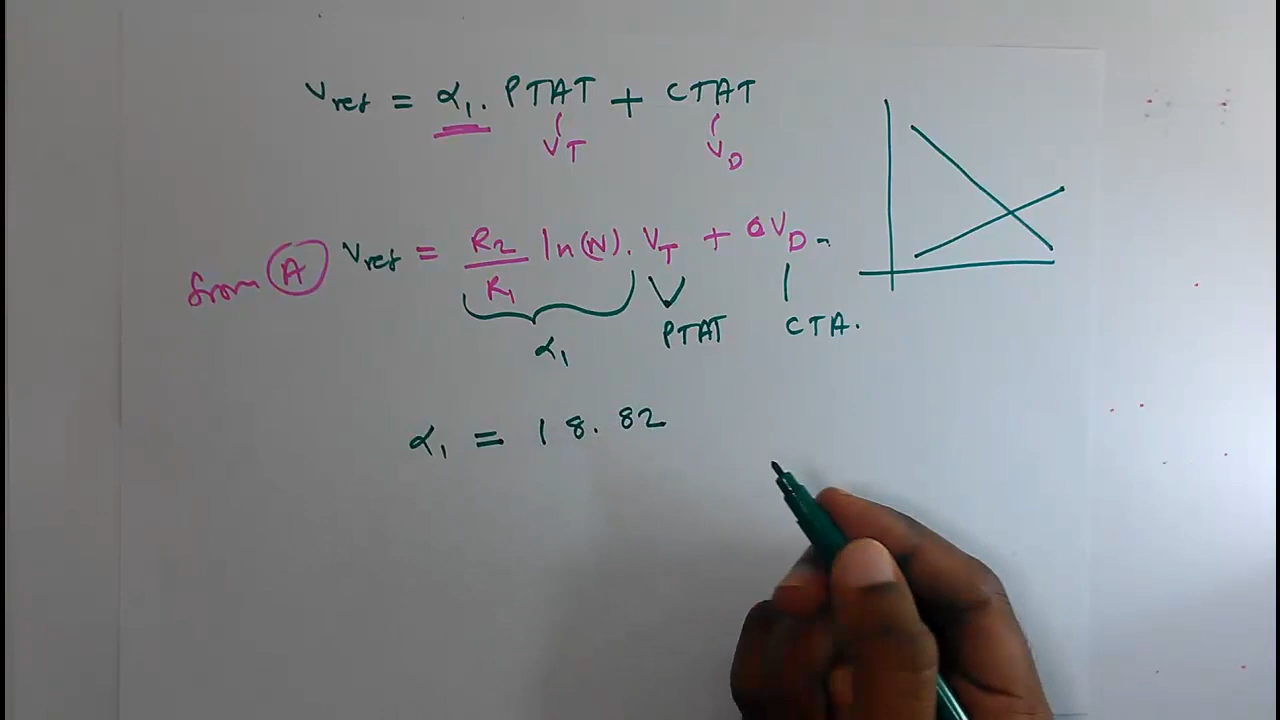 Vref = α1. PTAT + CTAT
VT VD
from A Vref = R2/R1 ln(N). VT + VD
α1 PTAT CTA.
α1 = 18.82